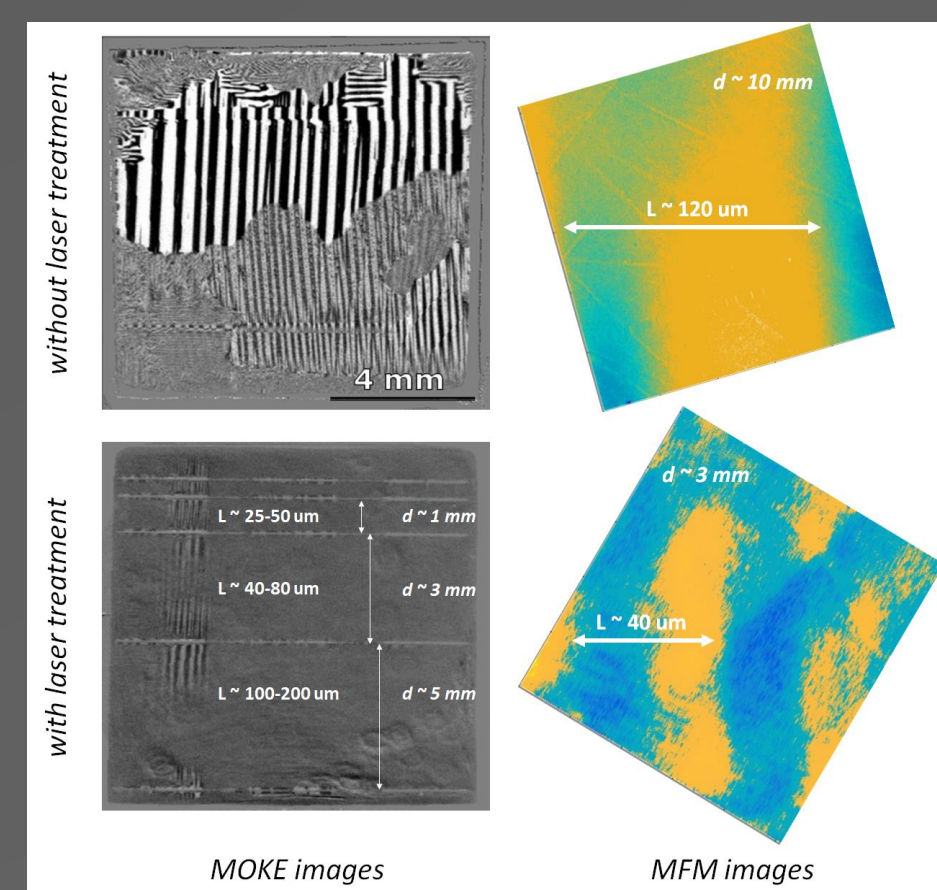 without laser treatment
4 mm
d ~ 10 mm
L ~ 120 um
with laser treatment
L ~ 25-50 um
d ~ 1 mm
L ~ 40-80 um
d ~ 3 mm
L ~ 100-200 um
d ~ 5 mm
d ~ 3 mm
L ~ 40 um
MOKE images
MFM images